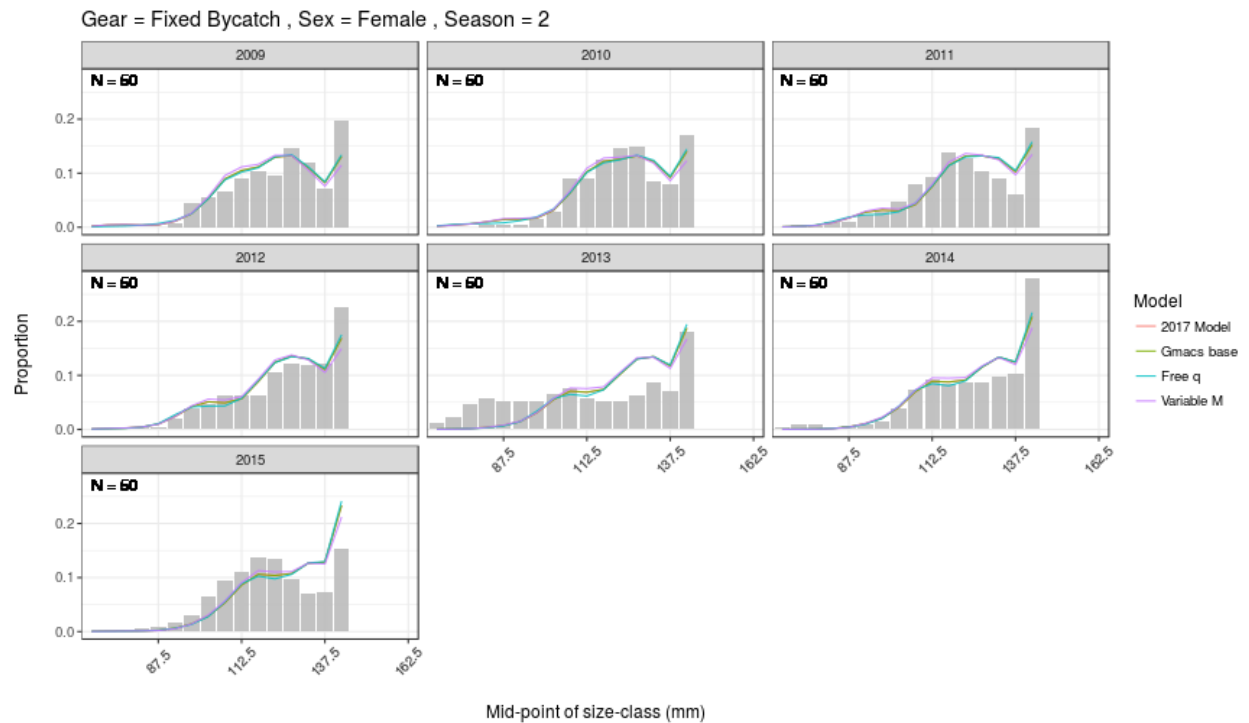 Gear = Fixed Bycatch , Sex = Female , Season = 2
2009 2010 2011
N = 60 N = 60 N = 60
0.2
0.1
0.0
2012 2013 2014
N = 60 N = 60 N = 60
0.2
0.1
0.0
87.5 112.5 137.5 162.5 87.5 112.5 137.5 162.5
2015
N = 60
0.2
0.1
0.0
87.5 112.5 137.5 162.5
Proportion
Mid-point of size-class (mm)
Model
2017 Model
Gmacs base
Free q
Variable M